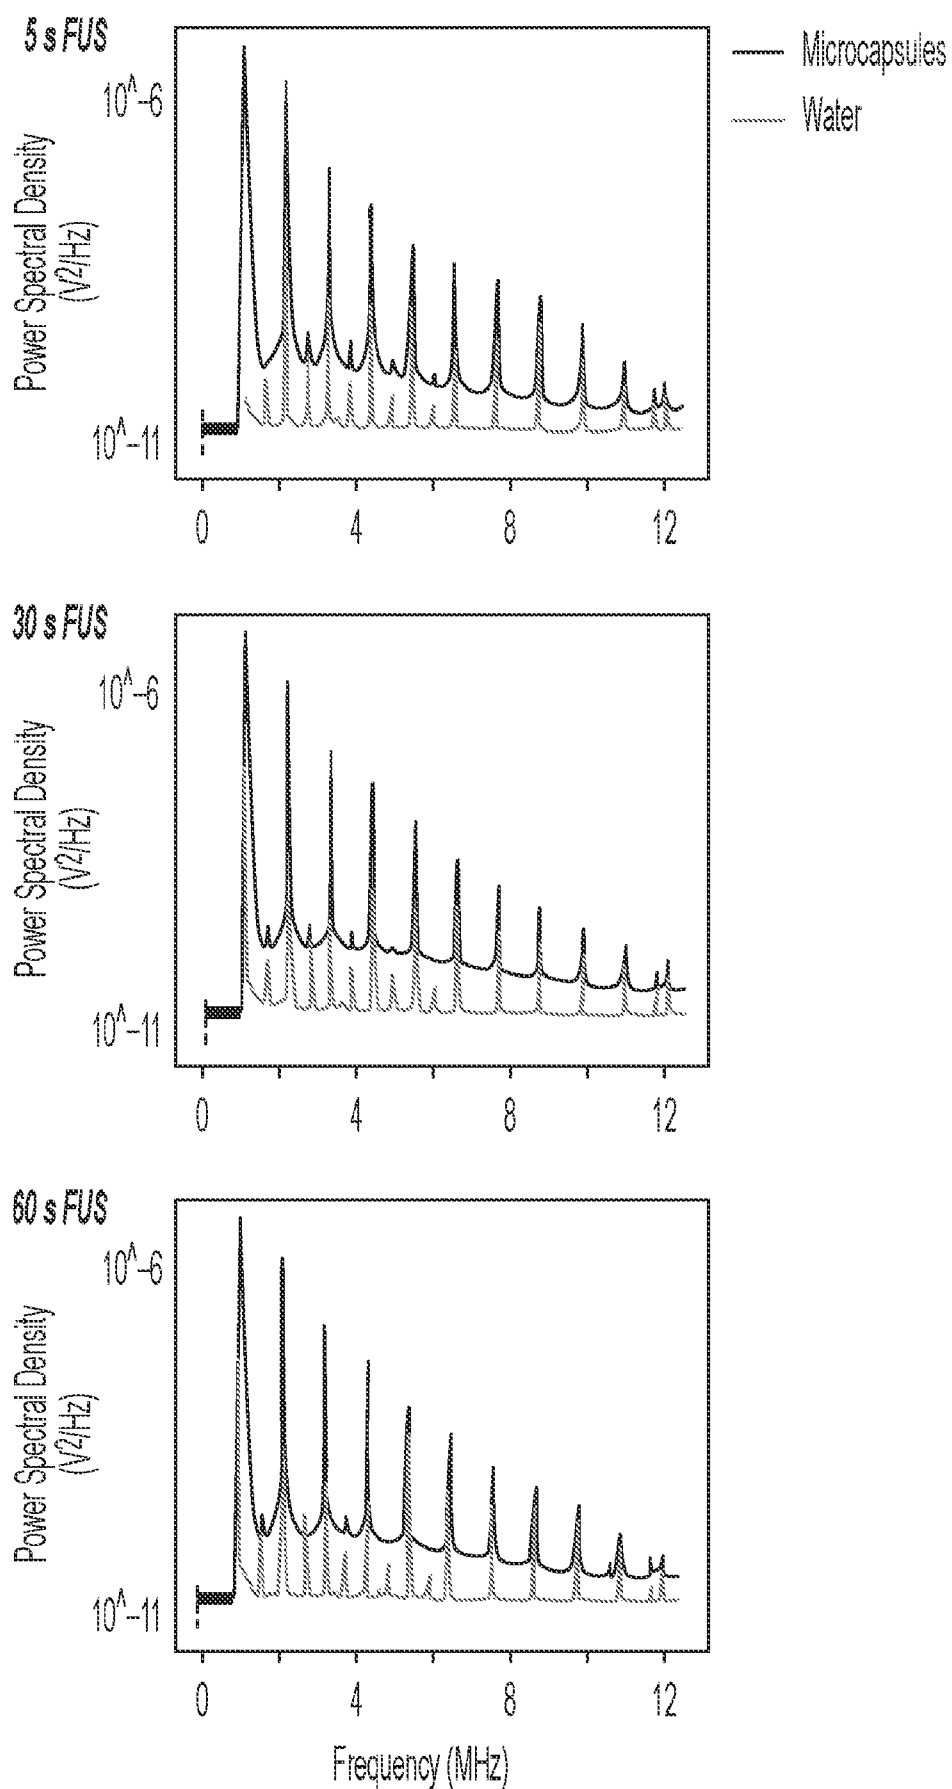 5 s FUS
Microcapsules
Water
10^–6
Power Spectral Density
(V2/Hz)
10^–11
0 4 8 12
30 s FUS
10^–6
Power Spectral Density
(V2/Hz)
10^–11
0 4 8 12
60 s FUS
10^–6
Power Spectral Density
(V2/Hz)
10^–11
0 4 8 12
Frequency (MHz)